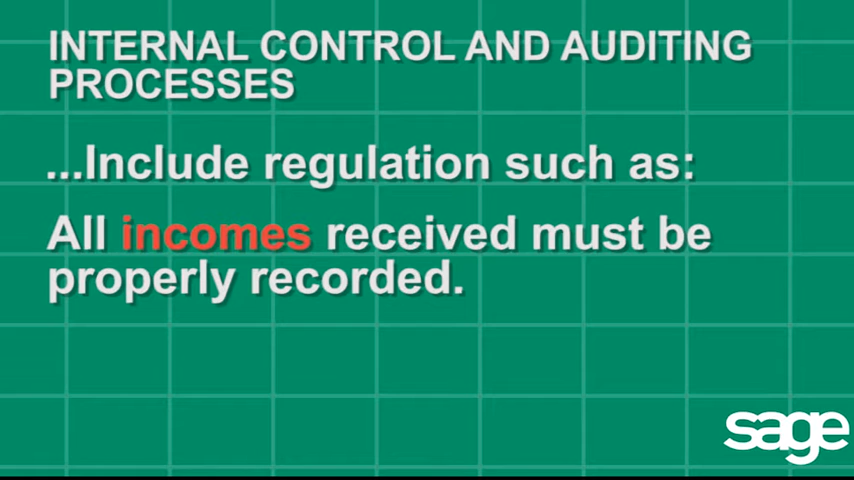 INTERNAL CONTROL AND AUDITING
PROCESSES
...Include regulation such as:
All incomes received must be
properly recorded.
sage